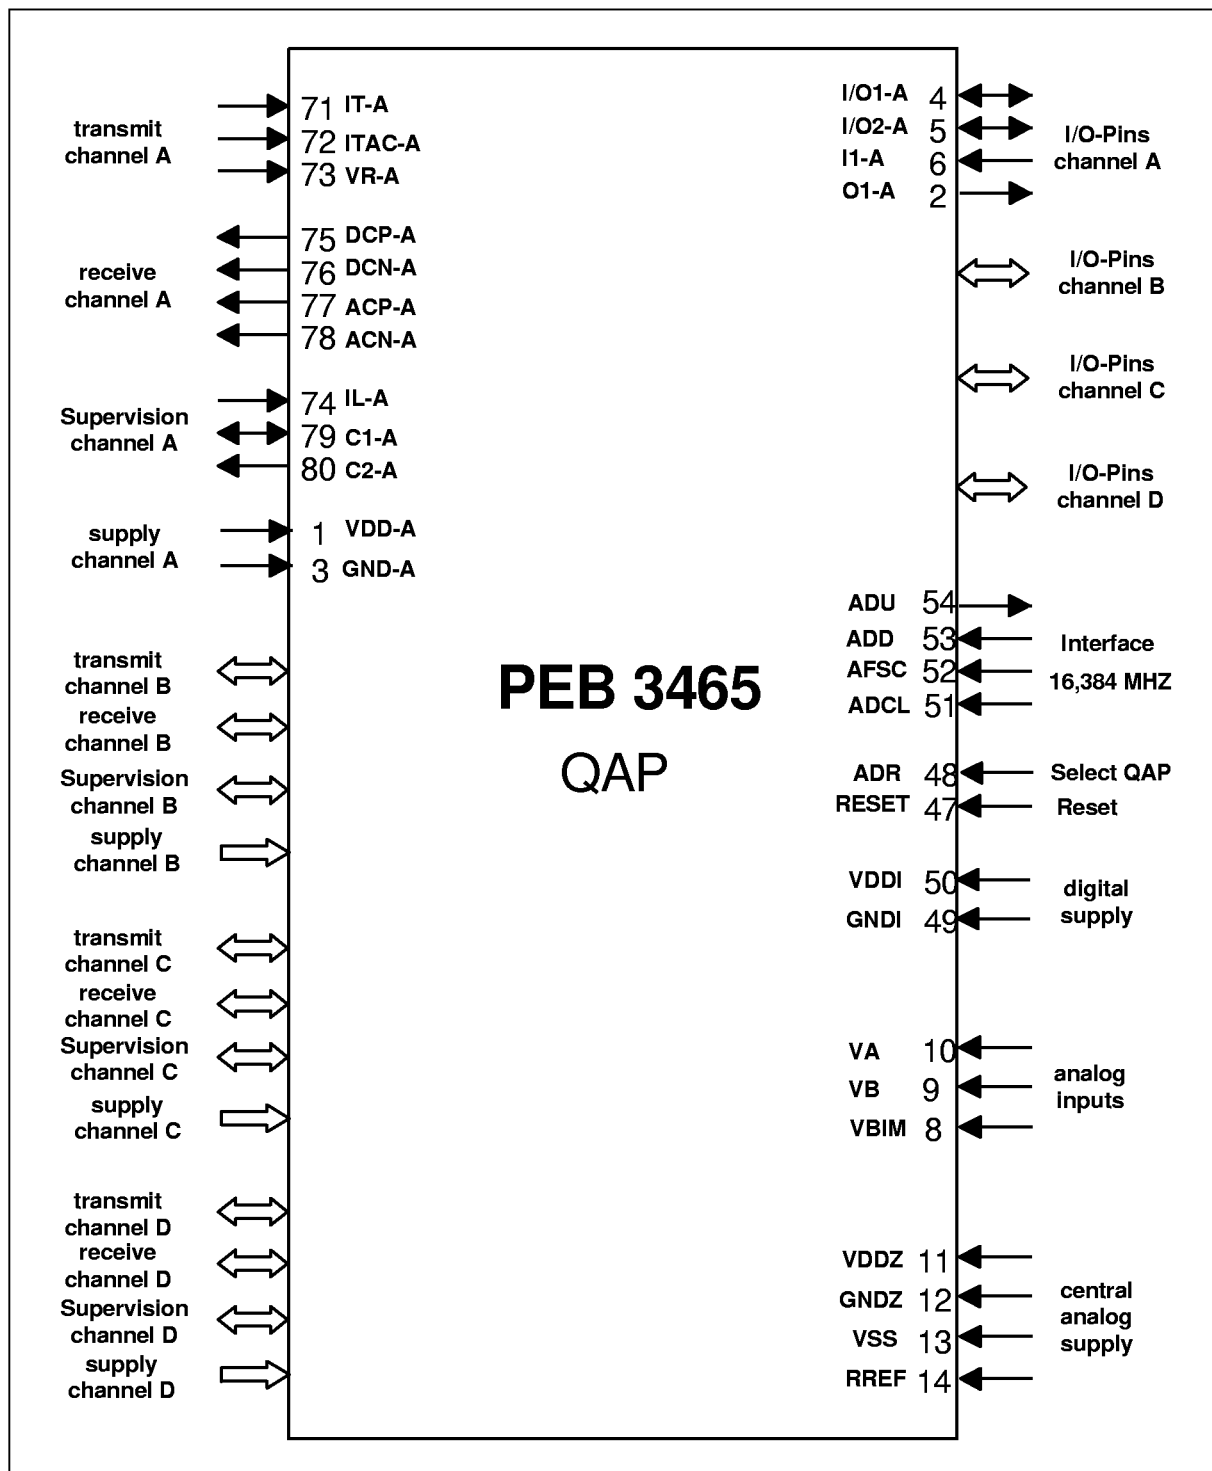 transmit
channel A
71 IT-A
72 ITAC-A
73 VR-A
receive
channel A
75 DCP-A
76 DCN-A
77 ACP-A
78 ACN-A
Supervision
channel A
74 IL-A
79 C1-A
80 C2-A
supply
channel A
1 VDD-A
3 GND-A
transmit
channel B
receive
channel B
Supervision
channel B
supply
channel B
transmit
channel C
receive
channel C
Supervision
channel C
supply
channel C
transmit
channel D
receive
channel D
Supervision
channel D
supply
channel D
PEB 3465
QAP
I/O1-A 4
I/O2-A 5
I1-A 6
O1-A 2
I/O-Pins
channel A
I/O-Pins
channel B
I/O-Pins
channel C
I/O-Pins
channel D
ADU 54
ADD 53
AFSC 52
ADCL 51
Interface
16,384 MHZ
ADR 48 Select QAP
RESET 47 Reset
VDDI 50
GNDI 49
digital
supply
VA 10
VB 9
VBIM 8
analog
inputs
VDDZ 11
GNDZ 12
VSS 13
RREF 14
central
analog
supply